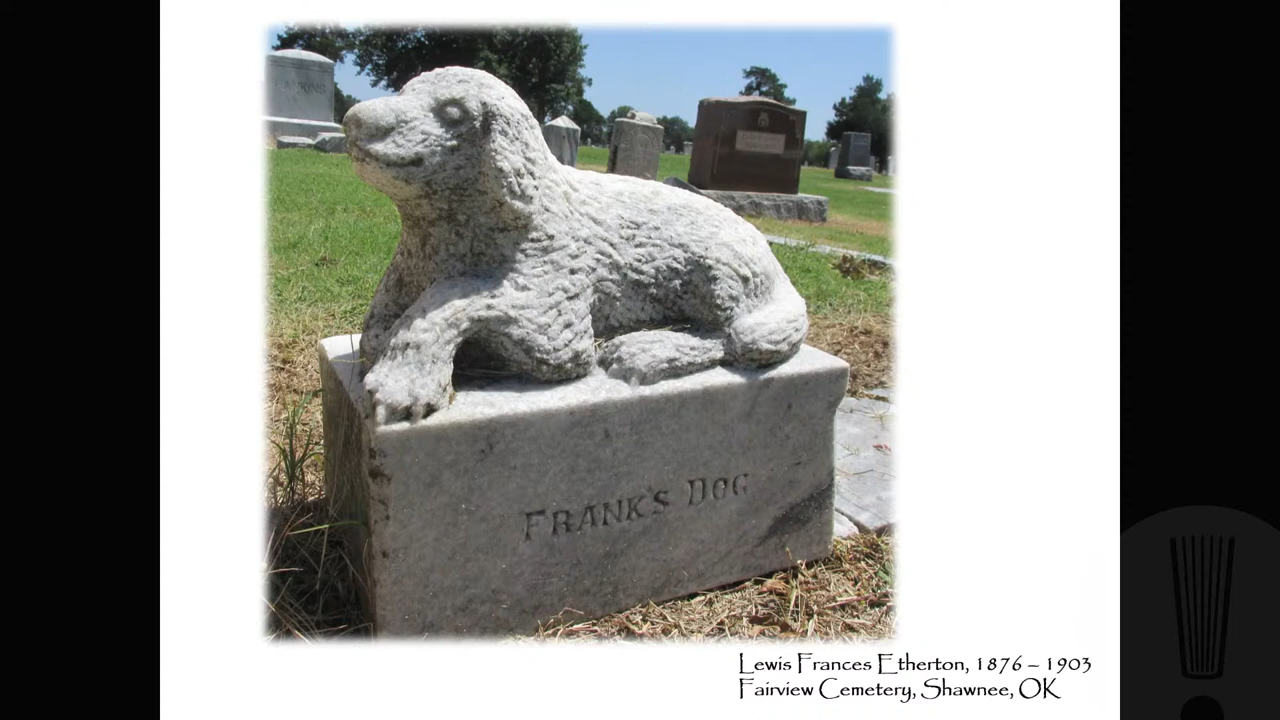 FRANK'S DOG
Lewis Frances Etherton, 1876 – 1903
Fairview Cemetery, Shawnee, OK